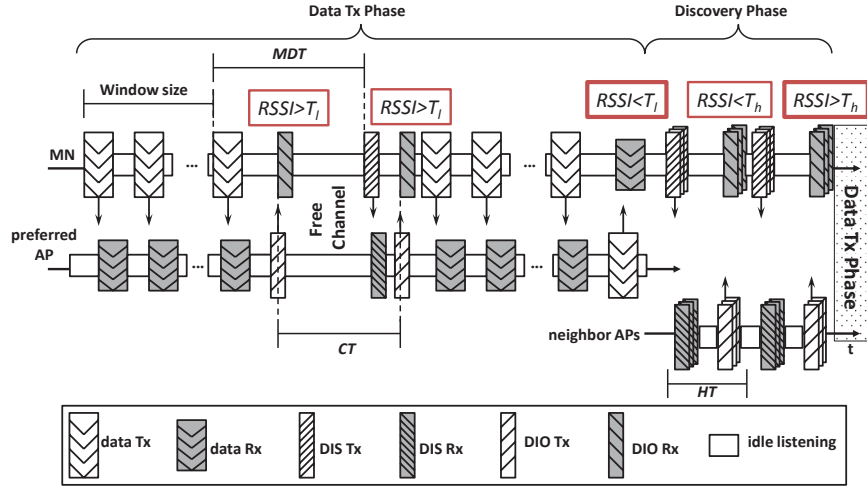 Data Tx Phase
Discovery Phase
MDT
Window size
RSSI>Tl
RSSI>Tl
RSSI<Tl
RSSI<Th
RSSI>Th
MN
...
...
Free Channel
preferred AP
...
...
Data Tx Phase
CT
neighbor APs
t
HT
data Tx
data Rx
DIS Tx
DIS Rx
DIO Tx
DIO Rx
idle listening